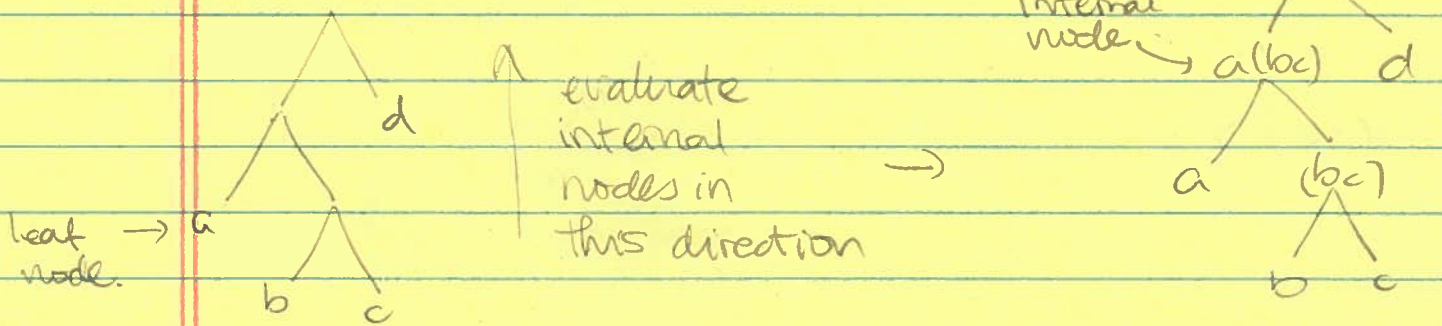 internal
node.
→ a(bc) d
d
evaluate
internal
nodes in
this direction
→
a (bc)
leaf → a
node.
b c
b c